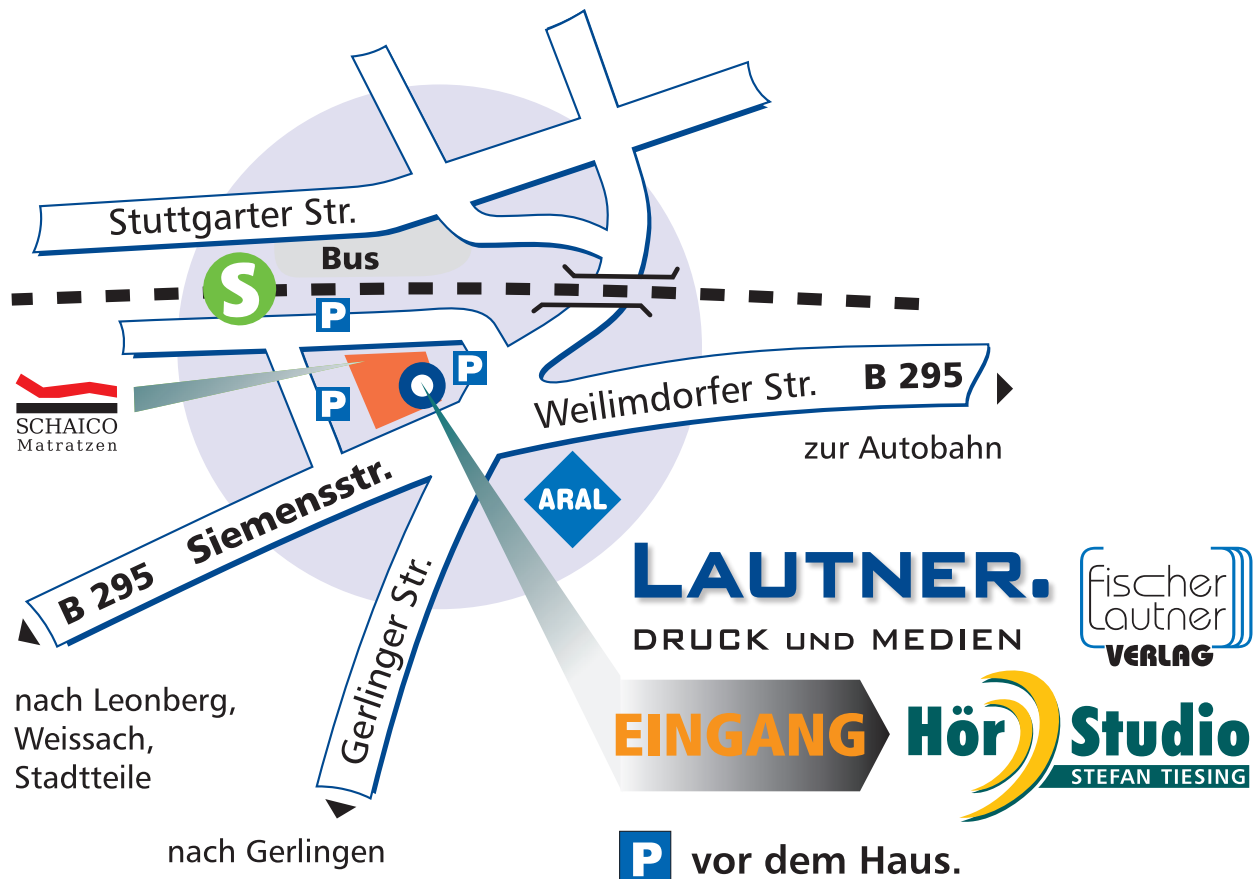 Stuttgarter Str.
Bus
S
P
P
P
SCHAICO
Matratzen
Weilimdorfer Str. B 295
zur Autobahn
ARAL
B 295 Siemensstr.
Gerlinger Str.
nach Leonberg,
Weissach,
Stadtteile
nach Gerlingen
LAUTNER.
DRUCK UND MEDIEN
Fischer
Lautner
VERLAG
EINGANG
Hör Studio
STEFAN TIESING
P vor dem Haus.